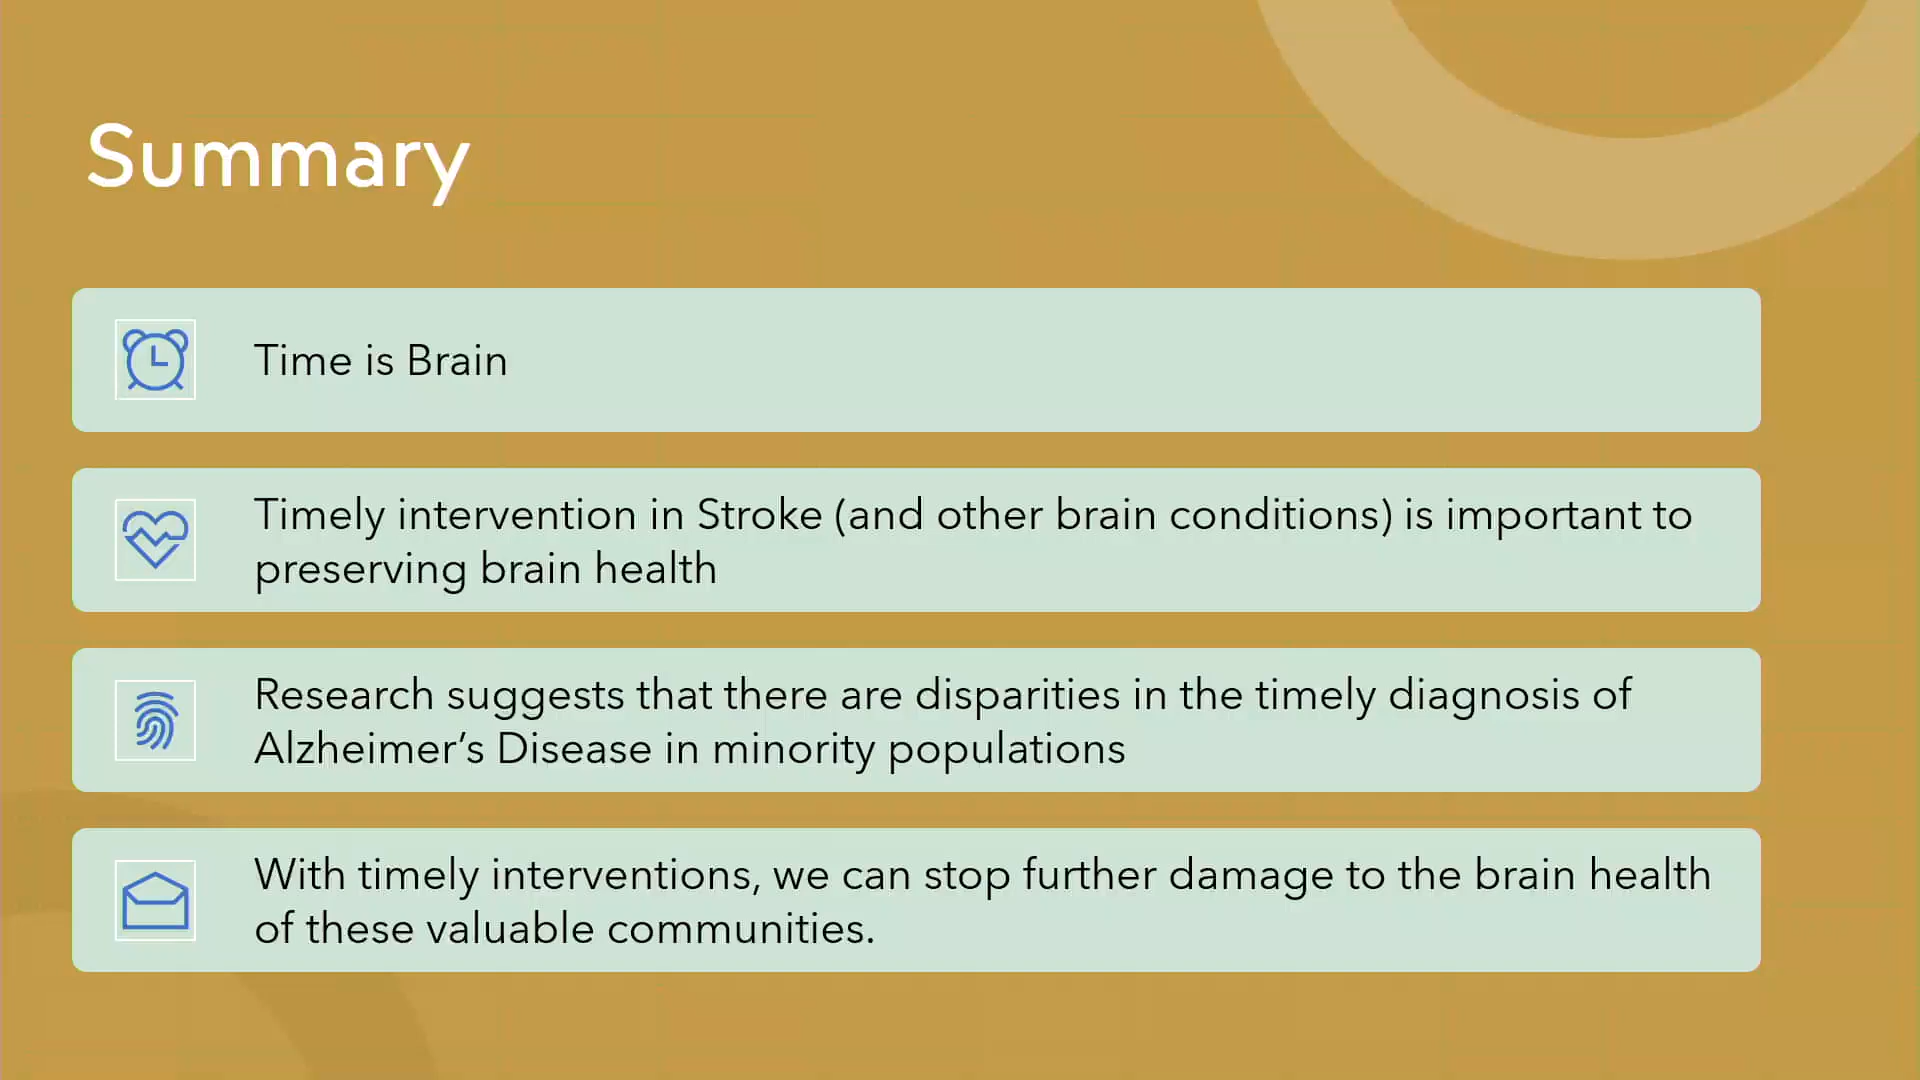 Summary
Time is Brain
Timely intervention in Stroke (and other brain conditions) is important to
preserving brain health
Research suggests that there are disparities in the timely diagnosis of
Alzheimer’s Disease in minority populations
With timely interventions, we can stop further damage to the brain health
of these valuable communities.